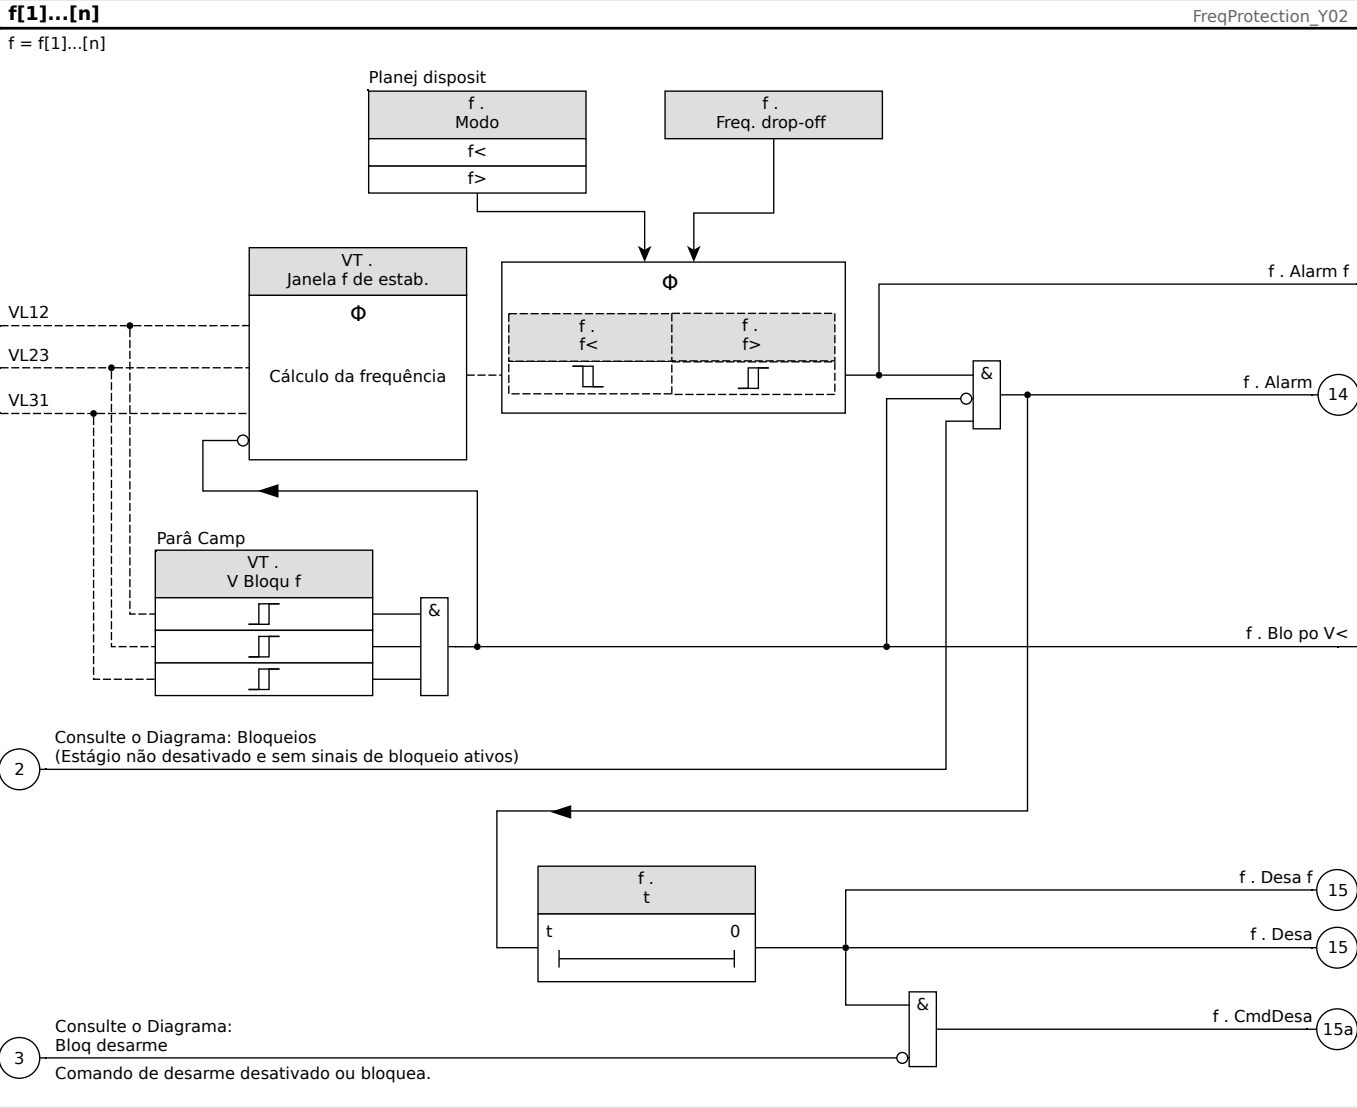 f[1]...[n]
FreqProtection_Y02
f = f[1]...[n]
Planej disposit
f .
Modo
f<
f>
f .
Freq. drop-off
VT .
Janela f de estab.
Φ
Cálculo da frequência
VL12
VL23
VL31
Φ
f .
f<
f .
f>
f . Alarm f
&
f . Alarm
14
Parâ Camp
VT .
V Bloqu f
&
f . Blo po V<
Consulte o Diagrama: Bloqueios
(Estágio não desativado e sem sinais de bloqueio ativos)
2
f .
t
t
0
f . Desa f
15
f . Desa
15
&
f . CmdDesa
15a
Consulte o Diagrama:
Bloq desarme
3
Comando de desarme desativado ou bloquea.